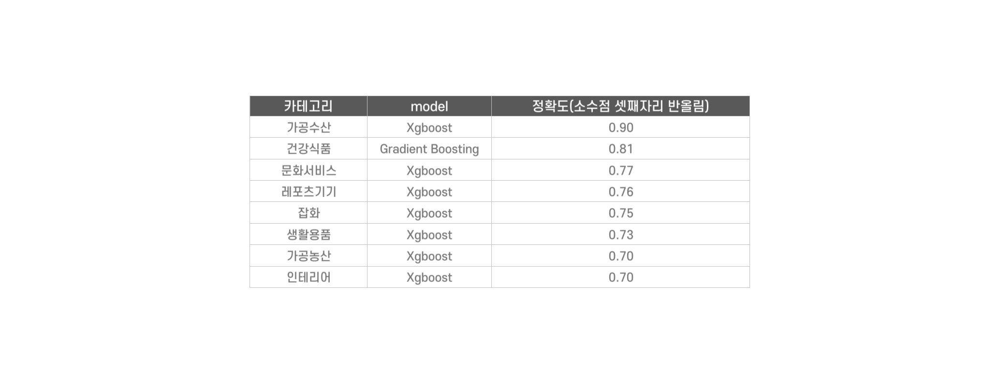 카테고리 model 정확도(소수점 셋째자리 반올림)
가공수산 Xgboost 0.90
건강식품 Gradient Boosting 0.81
문화서비스 Xgboost 0.77
레포츠기기 Xgboost 0.76
잡화 Xgboost 0.75
생활용품 Xgboost 0.73
가공농산 Xgboost 0.70
인테리어 Xgboost 0.70